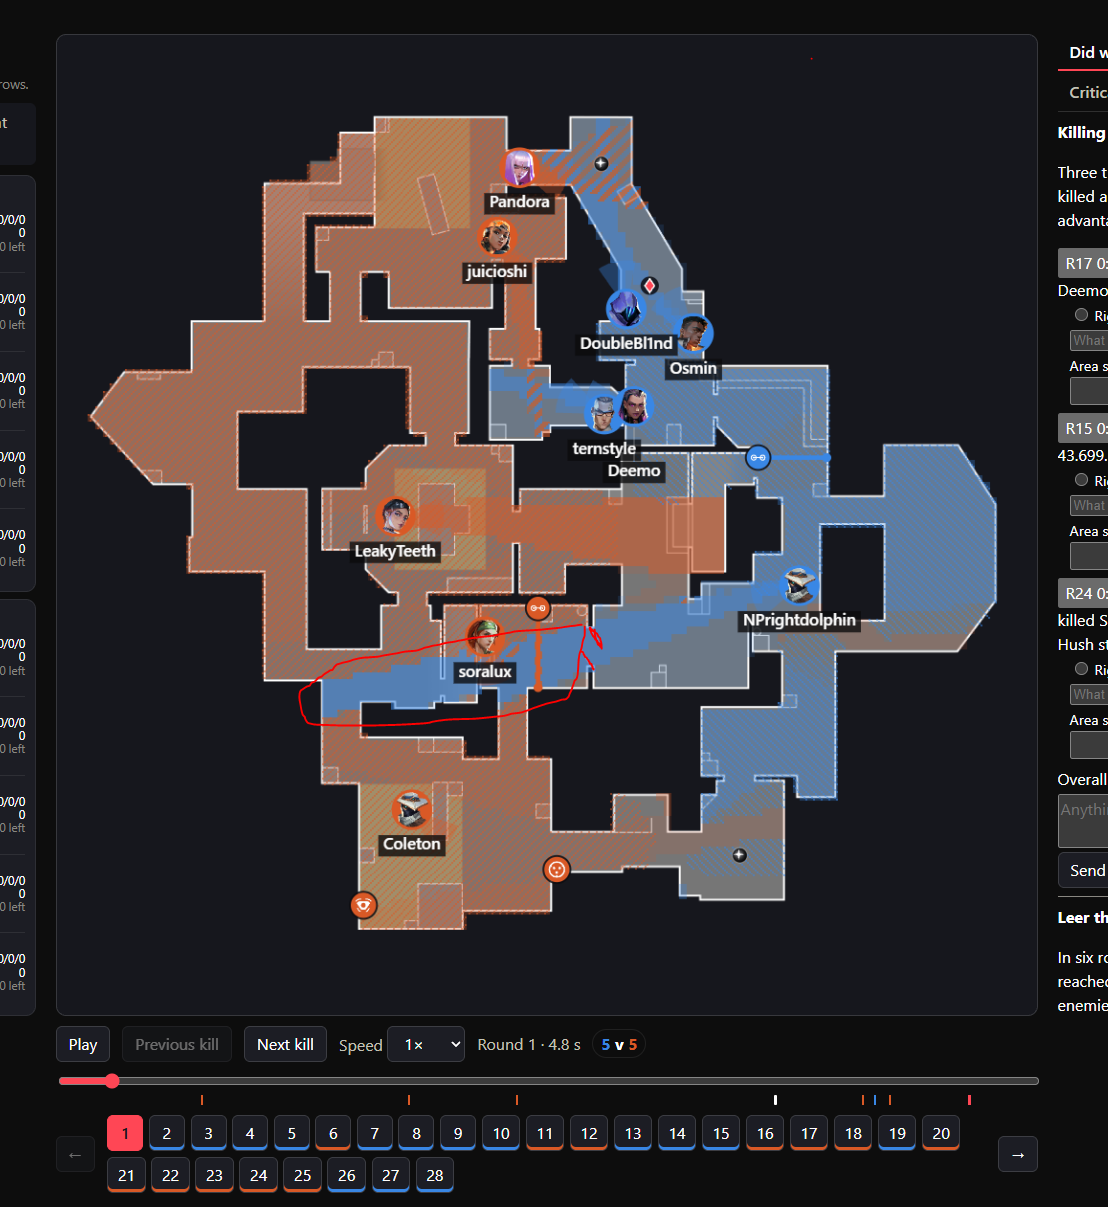 rows.
nt
0/0/0
0
0 left
0/0/0
0
0 left
0/0/0
0
0 left
0/0/0
0
0 left
0/0/0
0
0 left
0/0/0
0
0 left
0/0/0
0
0 left
0/0/0
0
0 left
0/0/0
0
0 left
0/0/0
0
0 left
Pandora
juicioshi
DoubleBl1nd
Osmin
ternstyle
Deemo
LeakyTeeth
NPrightdolphin
soralux
Coleton
Play
Previous kill
Next kill
Speed 1×
Round 1 · 4.8 s
5 v 5
1 2 3 4 5 6 7 8 9 10 11 12 13 14 15 16 17 18 19 20
← →
21 22 23 24 25 26 27 28
Did w
Critica
Killing
Three t
killed a
advanta
R17 0:
Deemo
Rig
What
Area s
R15 0:
43.699.
Rig
What
Area s
R24 0:
killed S
Hush st
Rig
What
Area s
Overall
Anythin
Send
Leer th
In six ro
reached
enemie